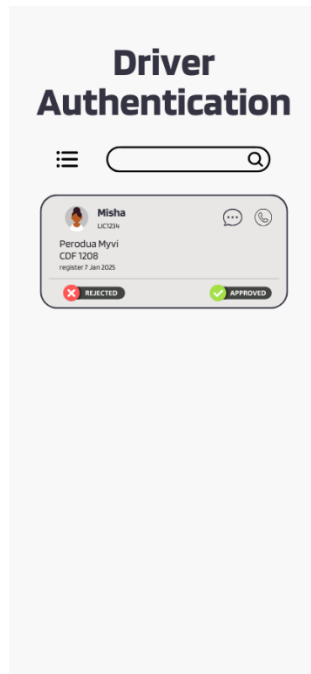 Driver
Authentication
Misha
LIC1234
Perodua Myvi
CDF 1208
register 7 Jan 2025
REJECTED
APPROVED